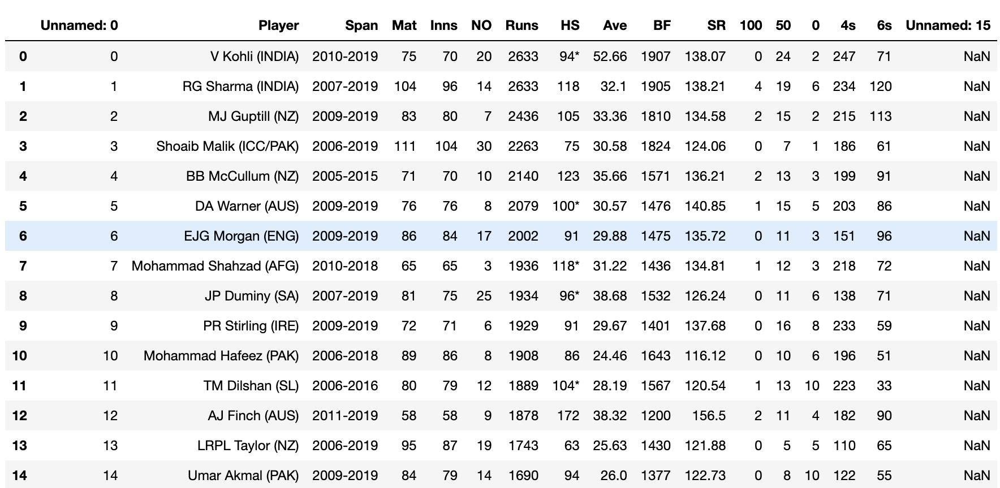 Unnamed: 0 Player Span Mat Inns NO Runs HS Ave BF SR 100 50 0 4s 6s Unnamed: 15
0 0 V Kohli (INDIA) 2010-2019 75 70 20 2633 94* 52.66 1907 138.07 0 24 2 247 71 NaN
1 1 RG Sharma (INDIA) 2007-2019 104 96 14 2633 118 32.1 1905 138.21 4 19 6 234 120 NaN
2 2 MJ Guptill (NZ) 2009-2019 83 80 7 2436 105 33.36 1810 134.58 2 15 2 215 113 NaN
3 3 Shoaib Malik (ICC/PAK) 2006-2019 111 104 30 2263 75 30.58 1824 124.06 0 7 1 186 61 NaN
4 4 BB McCullum (NZ) 2005-2015 71 70 10 2140 123 35.66 1571 136.21 2 13 3 199 91 NaN
5 5 DA Warner (AUS) 2009-2019 76 76 8 2079 100* 30.57 1476 140.85 1 15 5 203 86 NaN
6 6 EJG Morgan (ENG) 2009-2019 86 84 17 2002 91 29.88 1475 135.72 0 11 3 151 96 NaN
7 7 Mohammad Shahzad (AFG) 2010-2018 65 65 3 1936 118* 31.22 1436 134.81 1 12 3 218 72 NaN
8 8 JP Duminy (SA) 2007-2019 81 75 25 1934 96* 38.68 1532 126.24 0 11 6 138 71 NaN
9 9 PR Stirling (IRE) 2009-2019 72 71 6 1929 91 29.67 1401 137.68 0 16 8 233 59 NaN
10 10 Mohammad Hafeez (PAK) 2006-2018 89 86 8 1908 86 24.46 1643 116.12 0 10 6 196 51 NaN
11 11 TM Dilshan (SL) 2006-2016 80 79 12 1889 104* 28.19 1567 120.54 1 13 10 223 33 NaN
12 12 AJ Finch (AUS) 2011-2019 58 58 9 1878 172 38.32 1200 156.5 2 11 4 182 90 NaN
13 13 LRPL Taylor (NZ) 2006-2019 95 87 19 1743 63 25.63 1430 121.88 0 5 5 110 65 NaN
14 14 Umar Akmal (PAK) 2009-2019 84 79 14 1690 94 26.0 1377 122.73 0 8 10 122 55 NaN